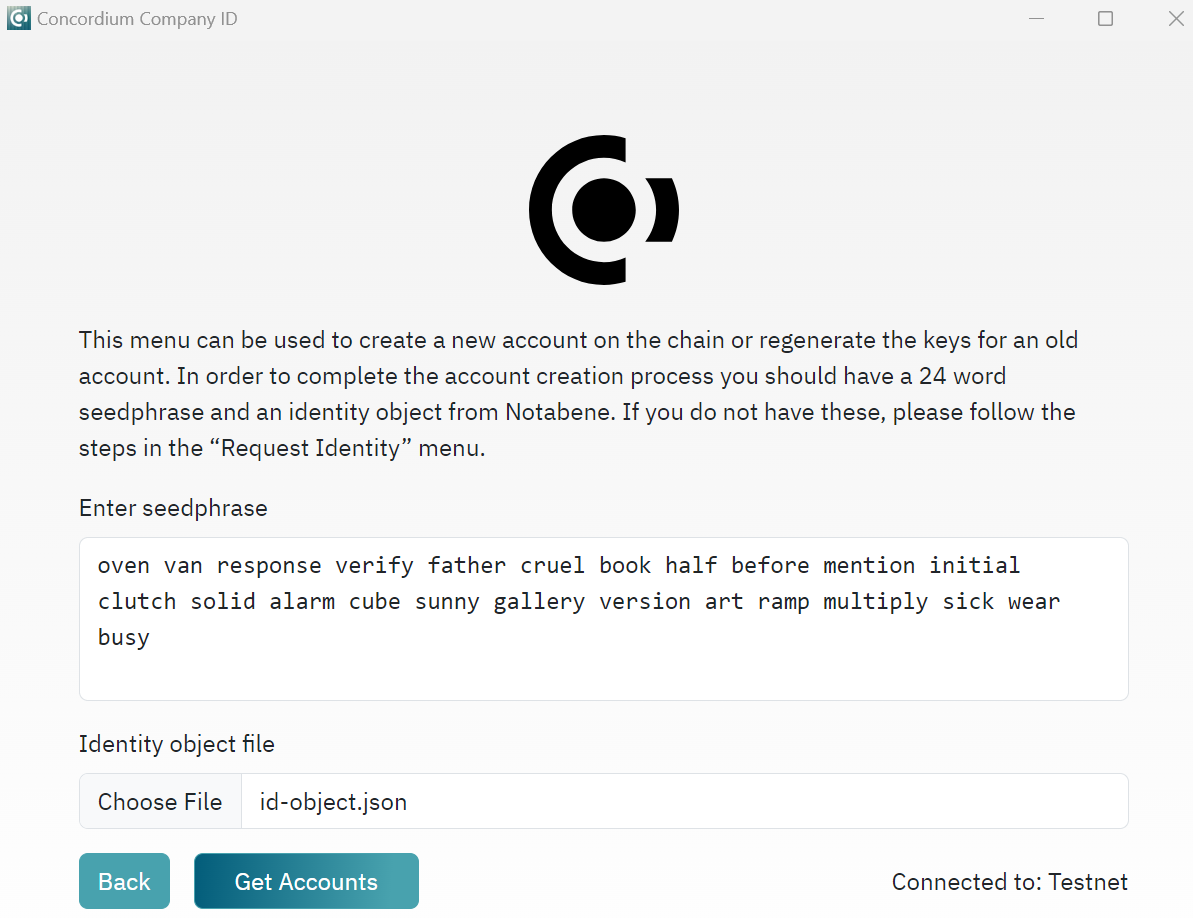 Concordium Company ID
This menu can be used to create a new account on the chain or regenerate the keys for an old
account. In order to complete the account creation process you should have a 24 word
seedphrase and an identity object from Notabene. If you do not have these, please follow the
steps in the “Request Identity” menu.
Enter seedphrase
oven van response verify father cruel book half before mention initial
clutch solid alarm cube sunny gallery version art ramp multiply sick wear
busy
Identity object file
Choose File id-object.json
Back Get Accounts Connected to: Testnet